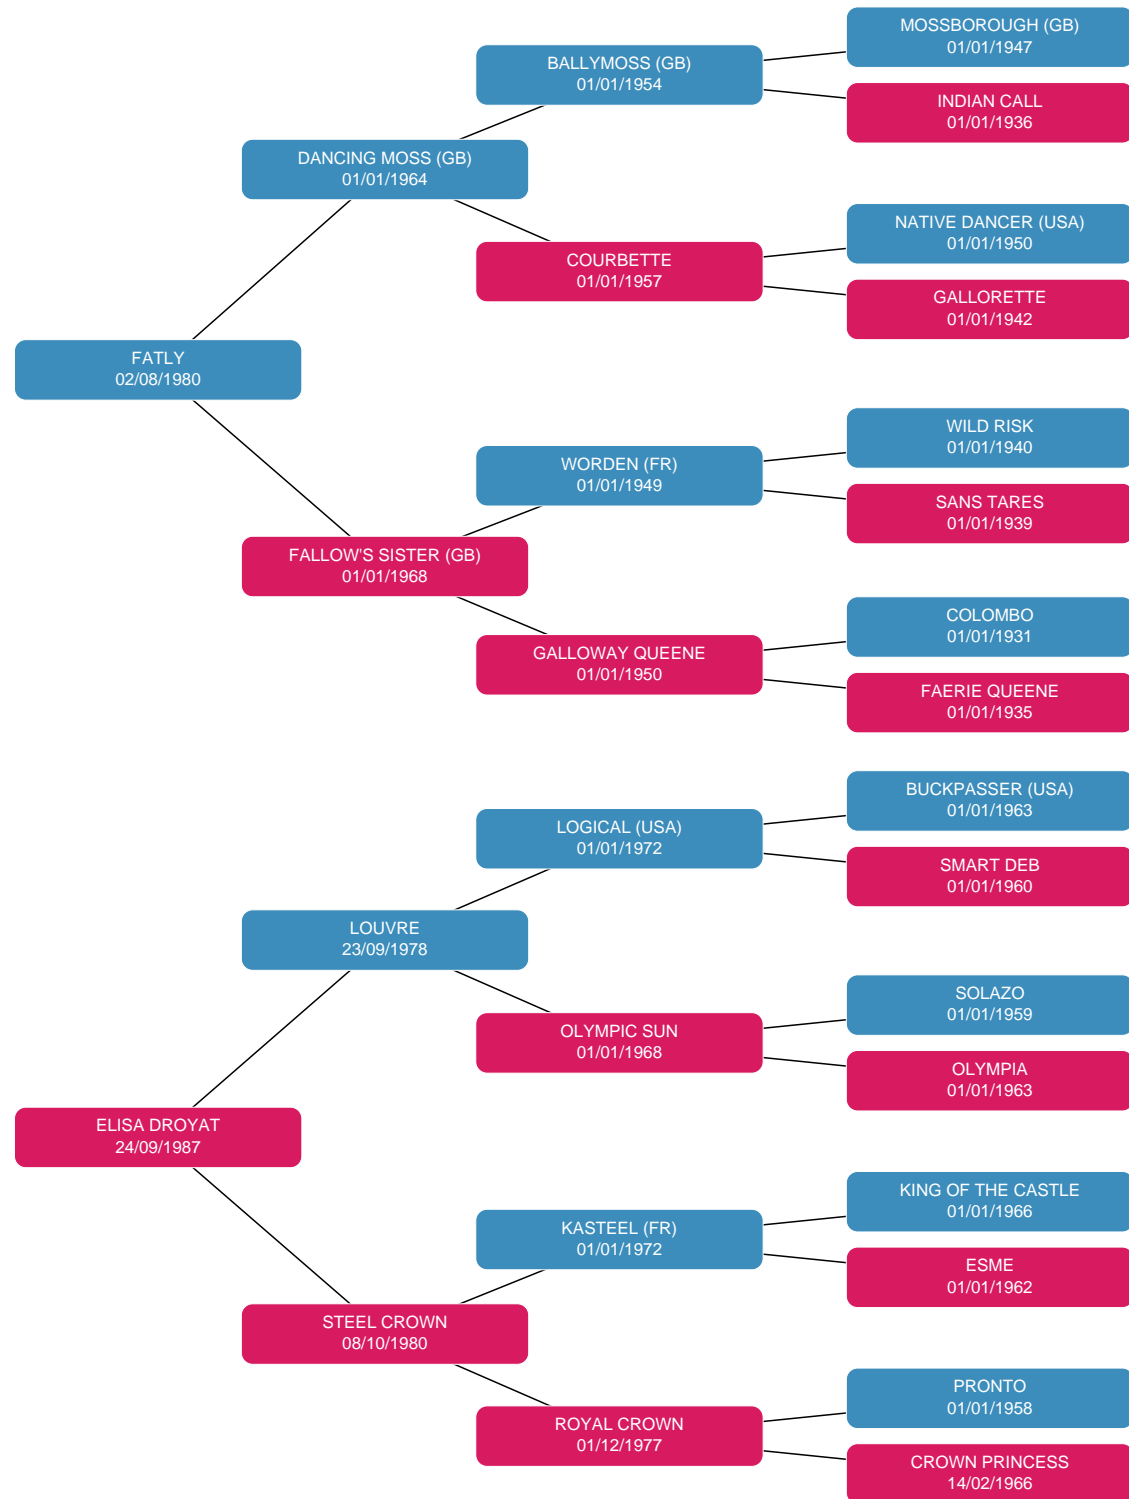 MOSSBOROUGH (GB)
01/01/1947
BALLYMOSS (GB)
01/01/1954
INDIAN CALL
01/01/1936
DANCING MOSS (GB)
01/01/1964
NATIVE DANCER (USA)
01/01/1950
COURBETTE
01/01/1957
GALLORETTE
01/01/1942
FATLY
02/08/1980
WILD RISK
01/01/1940
WORDEN (FR)
01/01/1949
SANS TARES
01/01/1939
FALLOW'S SISTER (GB)
01/01/1968
COLOMBO
01/01/1931
GALLOWAY QUEENE
01/01/1950
FAERIE QUEENE
01/01/1935
BUCKPASSER (USA)
01/01/1963
LOGICAL (USA)
01/01/1972
SMART DEB
01/01/1960
LOUVRE
23/09/1978
SOLAZO
01/01/1959
OLYMPIC SUN
01/01/1968
OLYMPIA
01/01/1963
ELISA DROYAT
24/09/1987
KING OF THE CASTLE
01/01/1966
KASTEEL (FR)
01/01/1972
ESME
01/01/1962
STEEL CROWN
08/10/1980
PRONTO
01/01/1958
ROYAL CROWN
01/12/1977
CROWN PRINCESS
14/02/1966